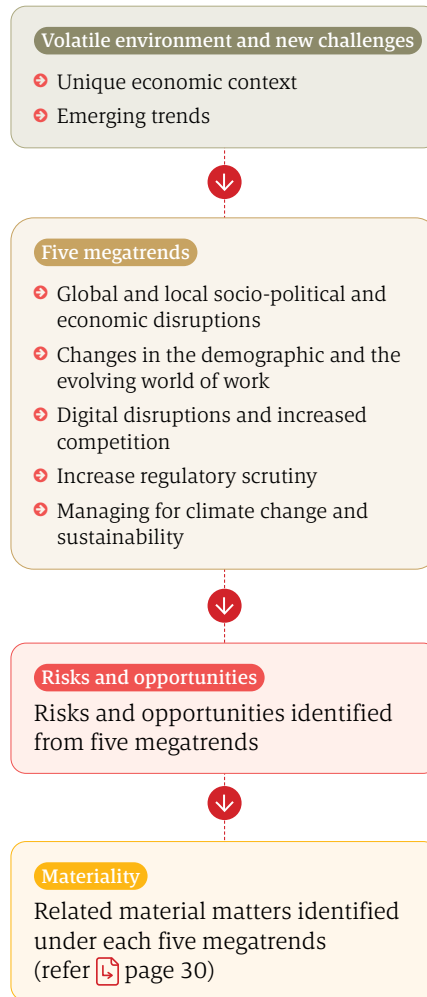 Volatile environment and new challenges
Unique economic context
Emerging trends
Five megatrends
Global and local socio-political and
economic disruptions
Changes in the demographic and the
evolving world of work
Digital disruptions and increased
competition
Increase regulatory scrutiny
Managing for climate change and
sustainability
Risks and opportunities
Risks and opportunities identified
from five megatrends
Materiality
Related material matters identified
under each five megatrends
(refer page 30)